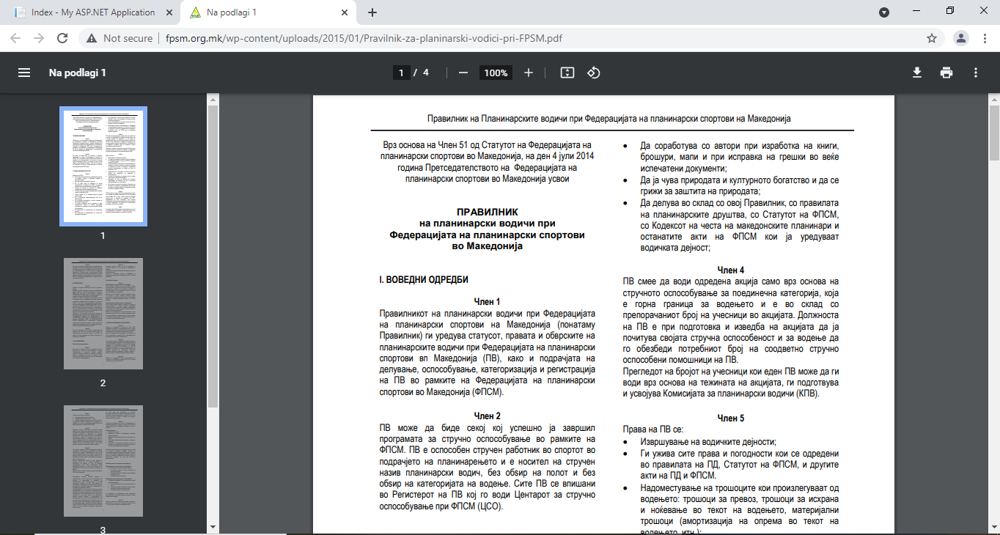 Index - My ASP.NET Application
Na podlagi 1
Not secure
fpsm.org.mk/wp-content/uploads/2015/01/Pravilnik-za-planinarski-vodici-pri-FPSM.pdf
Na podlagi 1
1 / 4
100%
1
2
3
Правилник на Планинарските водичи при Федерацијата на планинарски спортови на Македонија
Врз основа на Член 51 од Статутот на Федерацијата на
планинарски спортови во Македонија, на ден 4 јули 2014
година Претседателството на Федерацијата на
планинарски спортови во Македонија усвои
ПРАВИЛНИК
на планинарски водичи при
Федерацијата на планинарски спортови
во Македонија
I. ВОВЕДНИ ОДРЕДБИ
Член 1
Правилникот на планинарски водичи при Федерацијата
на планинарски спортови на Македонија (понатаму
Правилник) ги уредува статусот, правата и обврските на
планинарските водичи при Федерацијата на планинарски
спортови вп Македонија (ПВ), како и подрачјата на
делување, оспособување, категоризација и регистрација
на ПВ во рамките на Федерацијата на планинарски
спортови во Македонија (ФПСМ).
Член 2
ПВ може да биде секој кој успешно ја завршил
програмата за стручно оспособување во рамките на
ФПСМ. ПВ е оспособен стручен работник во спортот во
подрачјето на планинарењето и е носител на стручен
назив планинарски водич, без обѕир на полот и без
обѕир на категоријата на водење. Сите ПВ се впишани
во Регистерот на ПВ кој го води Центарот за стручно
оспособување при ФПСМ (ЦСО).
• Да соработува со автори при изработка на книги,
брошури, мапи и при исправка на грешки во веќе
испечатени документи;
• Да ја чува природата и културното богатство и да се
грижи за заштита на природата;
• Да делува во склад со овој Правилник, со правилата
на планинарските друштва, со Статутот на ФПСМ,
со Кодексот на честа на македонските планинари и
останатите акти на ФПСМ кои ја уредуваат
водичката дејност;
Член 4
ПВ смее да води одредена акција само врз основа на
стручното оспособување за поединечна категорија, која
е горна граница за водењето и е во склад со
препорачаниот број на учесници во акцијата. Должноста
на ПВ е при подготовка и изведба на акцијата да ја
почитува својата стручна оспособеност и за водење да
го обезбеди потребниот број на соодветно стручно
оспособени помошници на ПВ.
Прегледот на бројот на учесници кои еден ПВ може да ги
води врз основа на тежината на акцијата, ги подготвува
и усвојува Комисијата за планинарски водичи (КПВ).
Член 5
Права на ПВ се:
• Извршување на водичките дејности;
• Ги ужива сите права и погодности кои се одредени
во правилата на ПД, Статутот на ФПСМ, и другите
акти на ПД и ФПСМ.
• Надоместување на трошоците кои произлегуваат од
водењето: трошоци за превоз, трошоци за исхрана
и ноќевање во текот на водењето, материјални
трошоци (амортизација на опрема во текот на
водењето, итн.);